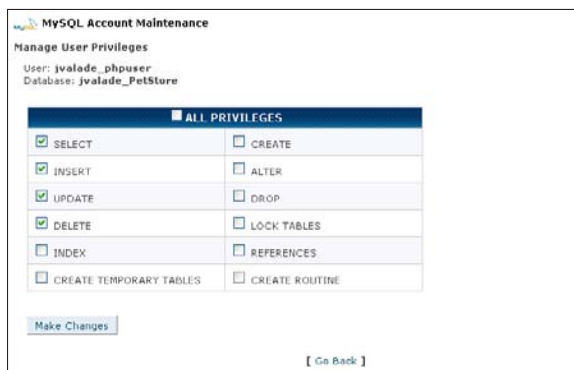 MySQL Account Maintenance
Manage User Privileges
User: jvalade_phpuser
Database: jvalade_PetStore
ALL PRIVILEGES
SELECT
CREATE
INSERT
ALTER
UPDATE
DROP
DELETE
LOCK TABLES
INDEX
REFERENCES
CREATE TEMPORARY TABLES
CREATE ROUTINE
Make Changes
[ Go Back ]